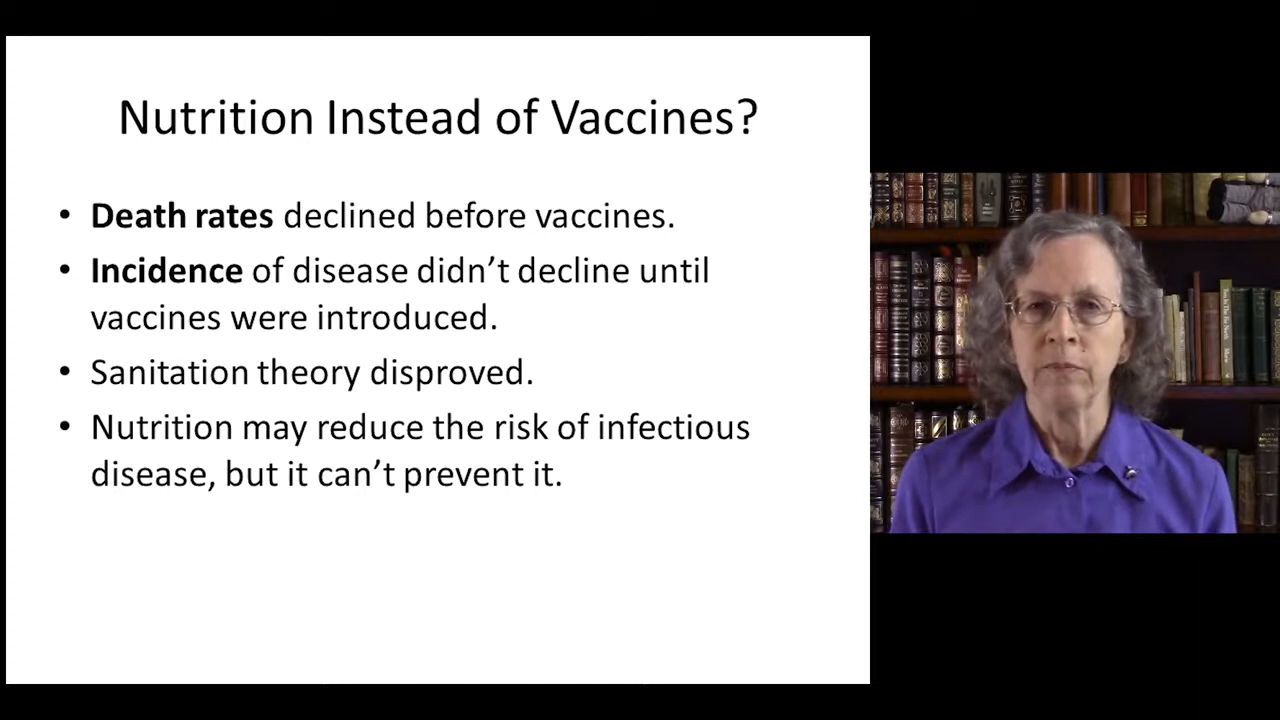 Nutrition Instead of Vaccines?
• Death rates declined before vaccines.
• Incidence of disease didn't decline until
vaccines were introduced.
• Sanitation theory disproved.
• Nutrition may reduce the risk of infectious
disease, but it can't prevent it.